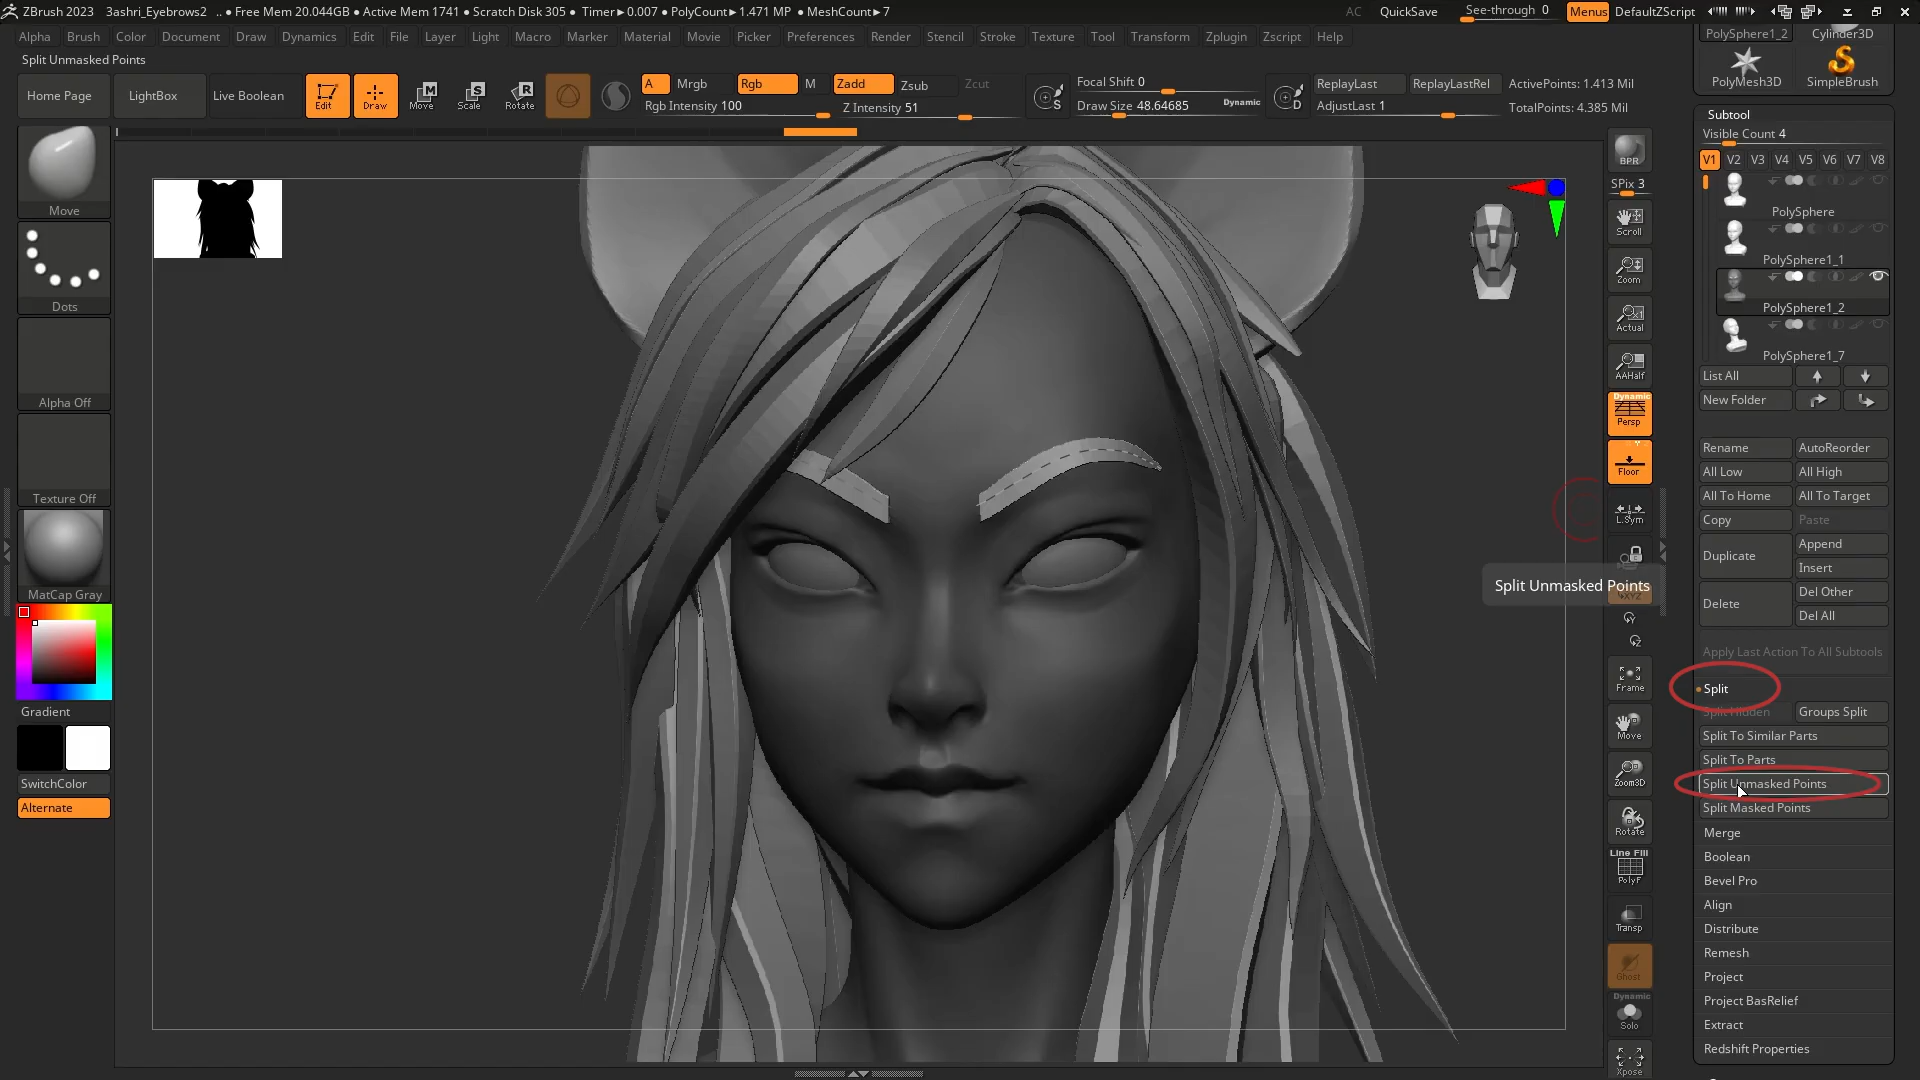 ZBrush 2023 3ashri_Eyebrows2 .. • Free Mem 20.044GB • Active Mem 1741 • Scratch Disk 305 • Timer▸0.007 • PolyCount▸1.471 MP • MeshCount▸7 AC QuickSave See-through 0 Menus DefaultZScript
Alpha Brush Color Document Draw Dynamics Edit File Layer Light Macro Marker Material Movie Picker Preferences Render Stencil Stroke Texture Tool Transform Zplugin Zscript Help
Split Unmasked Points
Home Page LightBox Live Boolean Edit Draw Move Scale Rotate
A Mrgb Rgb M Zadd Zsub Zcut
Rgb Intensity 100 Z Intensity 51
Focal Shift 0
Draw Size 48.64685 Dynamic
ReplayLast ReplayLastRel ActivePoints: 1.413 Mil
AdjustLast 1 TotalPoints: 4.385 Mil
Move
Dots
Alpha Off
Texture Off
MatCap Gray
Gradient
SwitchColor
Alternate
Split Unmasked Points
BPR
SPix 3
Scroll
Zoom
Actual
AAHalf
Dynamic
Persp
Floor
L.Sym
Frame
Move
Zoom3D
Rotate
Line Fill
PolyF
Transp
Ghost
Dynamic
Solo
Xpose
PolySphere1_2 Cylinder3D
PolyMesh3D SimpleBrush
Subtool
Visible Count 4
V1 V2 V3 V4 V5 V6 V7 V8
PolySphere
PolySphere1_1
PolySphere1_2
PolySphere1_7
List All
New Folder
Rename AutoReorder
All Low All High
All To Home All To Target
Copy Paste
Duplicate Append
Insert
Delete Del Other
Del All
Apply Last Action To All Subtools
Split
Split Hidden Groups Split
Split To Similar Parts
Split To Parts
Split Unmasked Points
Split Masked Points
Merge
Boolean
Bevel Pro
Align
Distribute
Remesh
Project
Project BasRelief
Extract
Redshift Properties